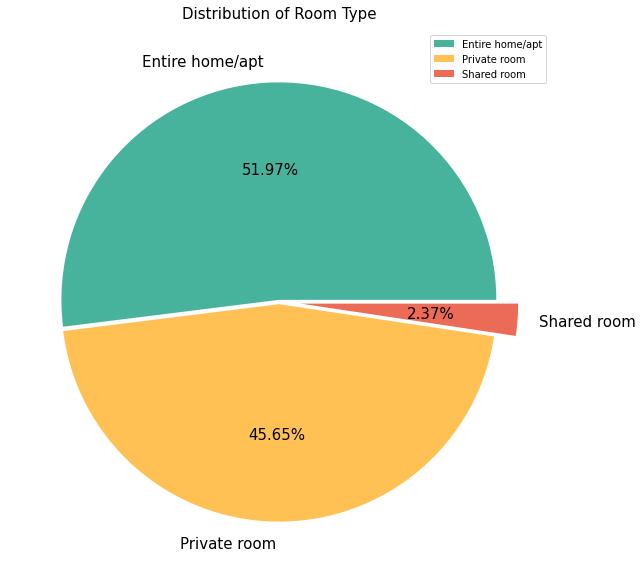 Distribution of Room Type
Entire home/apt
Private room
Shared room
Entire home/apt
51.97%
2.37%
Shared room
45.65%
Private room